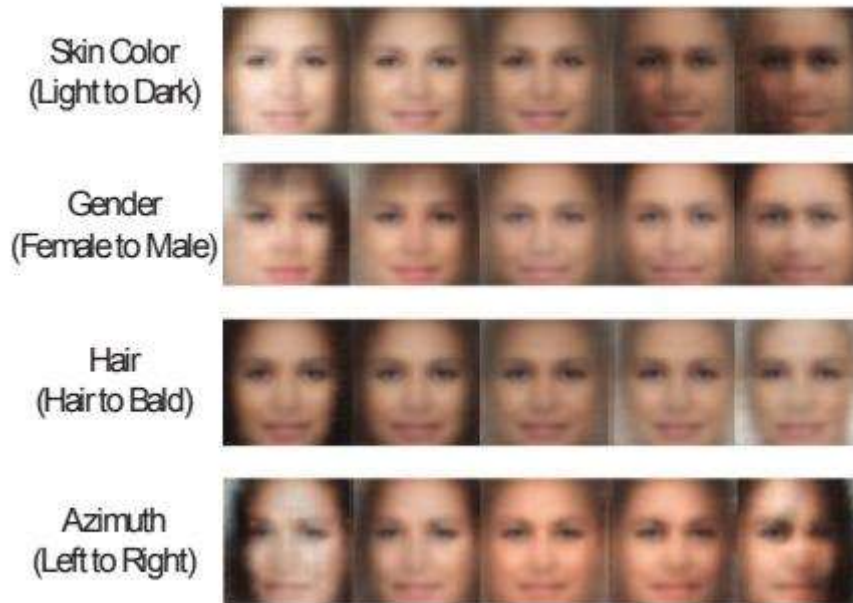 Skin Color
(Light to Dark)
Gender
(Female to Male)
Hair
(Hair to Bald)
Azimuth
(Left to Right)